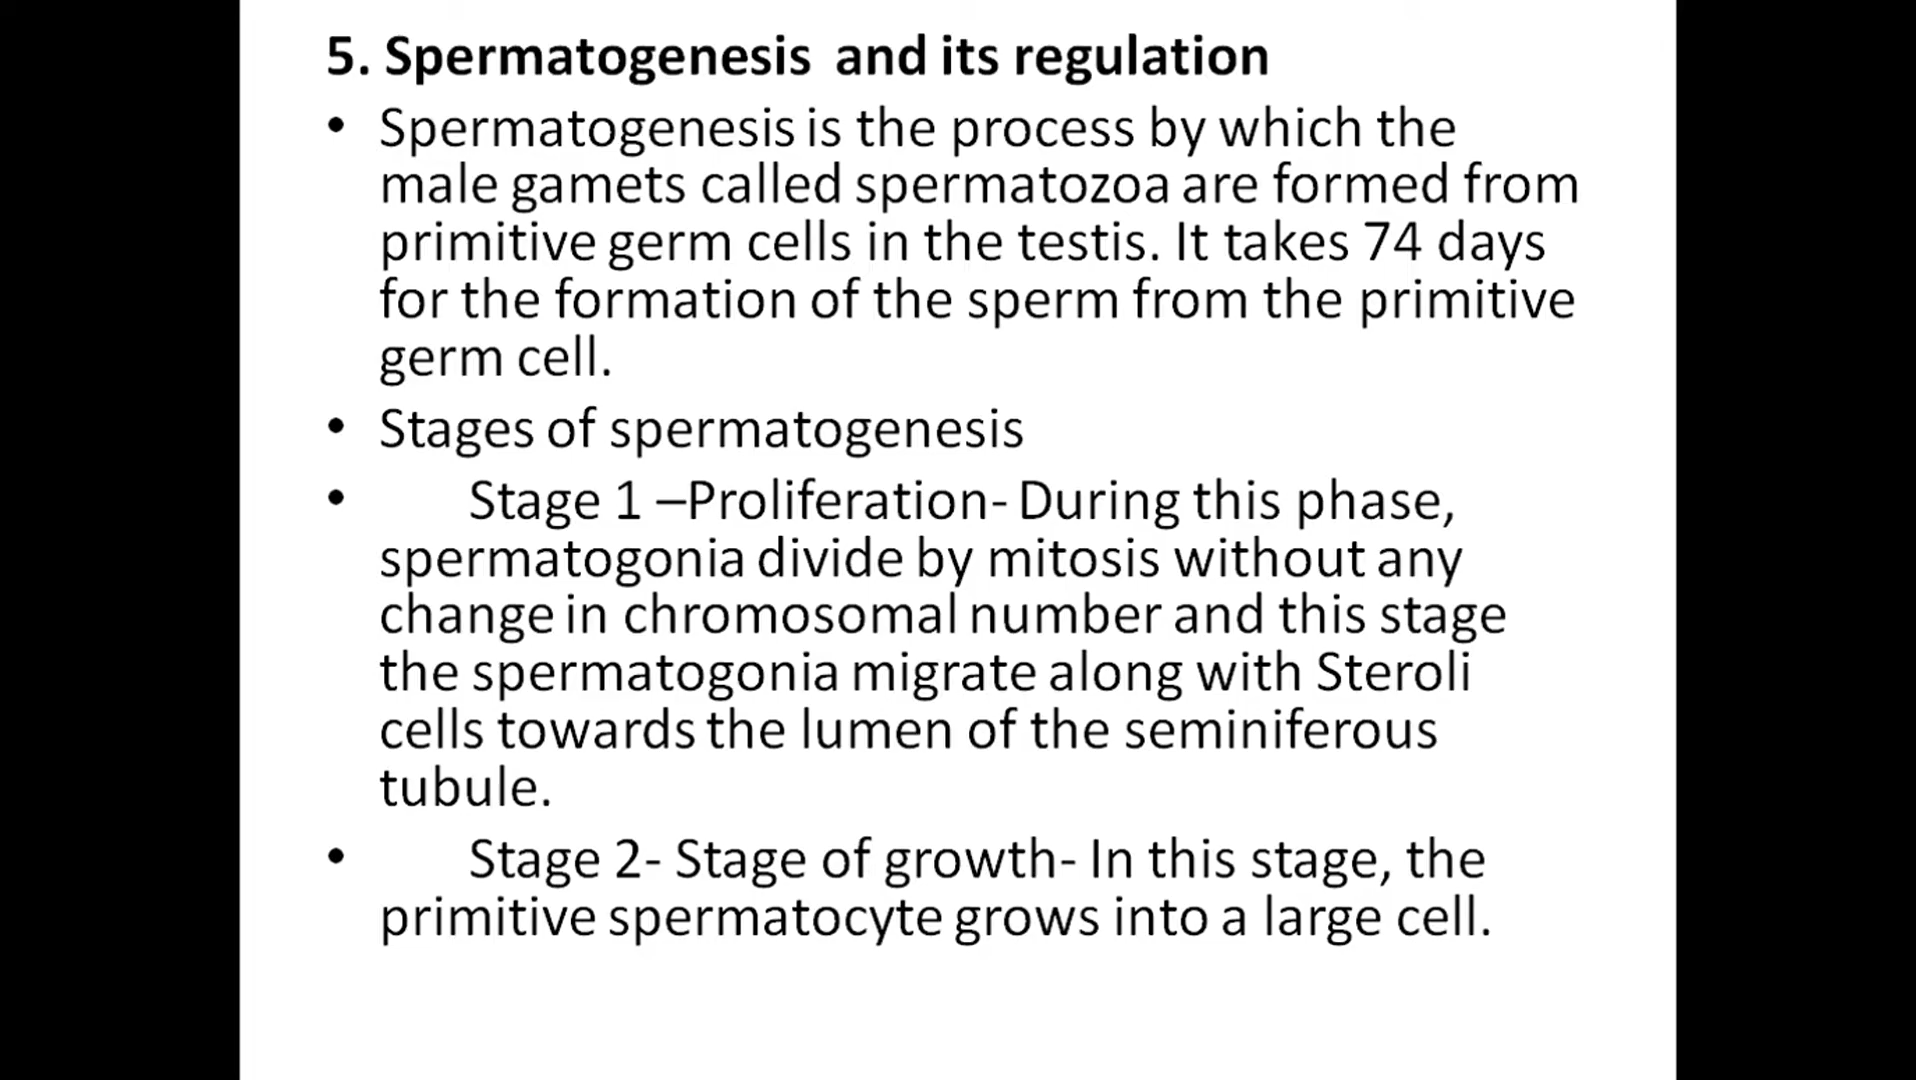 5. Spermatogenesis  and its regulation
• Spermatogenesis is the process by which the
male gamets called spermatozoa are formed from
primitive germ cells in the testis. It takes 74 days
for the formation of the sperm from the primitive
germ cell.
• Stages of spermatogenesis
• Stage 1 –Proliferation- During this phase,
spermatogonia divide by mitosis without any
change in chromosomal number and this stage
the spermatogonia migrate along with Steroli
cells towards the lumen of the seminiferous
tubule.
• Stage 2- Stage of growth- In this stage, the
primitive spermatocyte grows into a large cell.